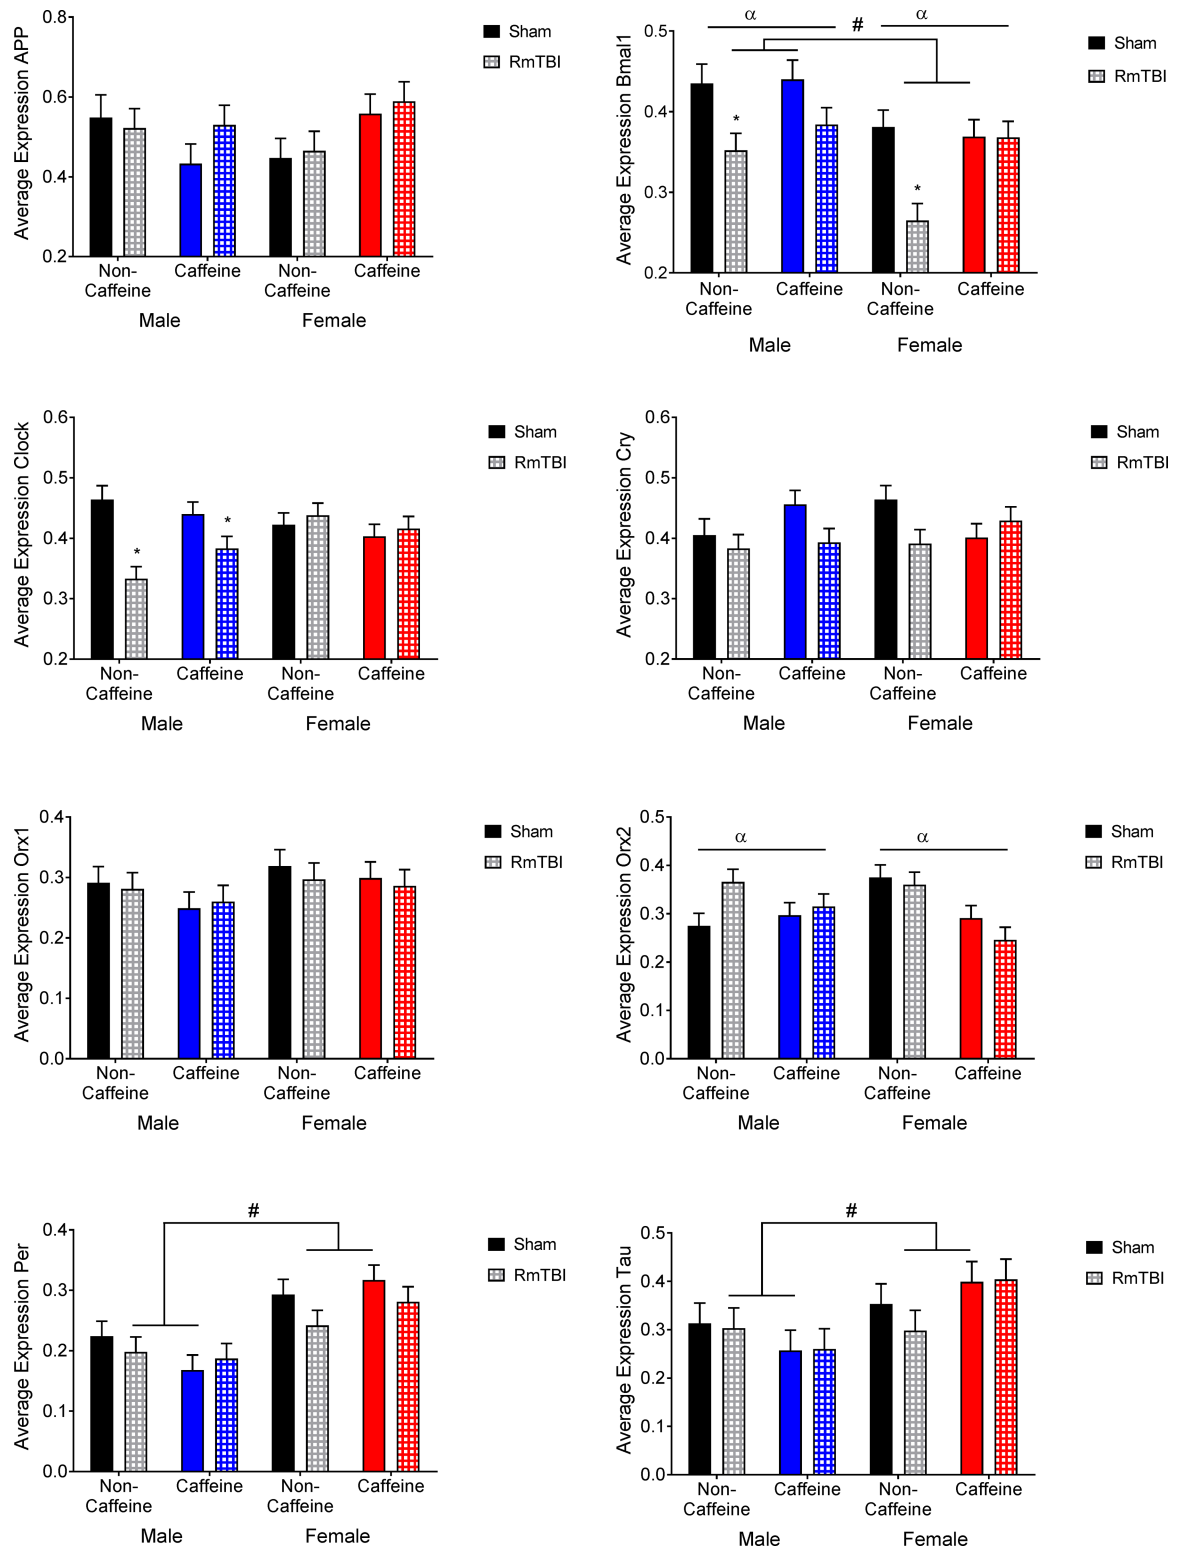 Average Expression APP
0.8
0.6
0.4
0.2
Sham
RmTBI
Non-
Caffeine
Caffeine
Non-
Caffeine
Caffeine
Male
Female
Average Expression Bmal1
0.5
0.4
0.3
0.2
α
#
α
*
*
Sham
RmTBI
Non-
Caffeine
Caffeine
Non-
Caffeine
Caffeine
Male
Female
Average Expression Clock
0.6
0.5
0.4
0.3
0.2
*
*
Sham
RmTBI
Non-
Caffeine
Caffeine
Non-
Caffeine
Caffeine
Male
Female
Average Expression Cry
0.6
0.5
0.4
0.3
0.2
Sham
RmTBI
Non-
Caffeine
Caffeine
Non-
Caffeine
Caffeine
Male
Female
Average Expression Orx1
0.4
0.3
0.2
0.1
0.0
Sham
RmTBI
Non-
Caffeine
Caffeine
Non-
Caffeine
Caffeine
Male
Female
Average Expression Orx2
0.5
0.4
0.3
0.2
0.1
0.0
α
α
Sham
RmTBI
Non-
Caffeine
Caffeine
Non-
Caffeine
Caffeine
Male
Female
Average Expression Per
0.4
0.3
0.2
0.1
0.0
#
Sham
RmTBI
Non-
Caffeine
Caffeine
Non-
Caffeine
Caffeine
Male
Female
Average Expression Tau
0.5
0.4
0.3
0.2
0.1
0.0
#
Sham
RmTBI
Non-
Caffeine
Caffeine
Non-
Caffeine
Caffeine
Male
Female